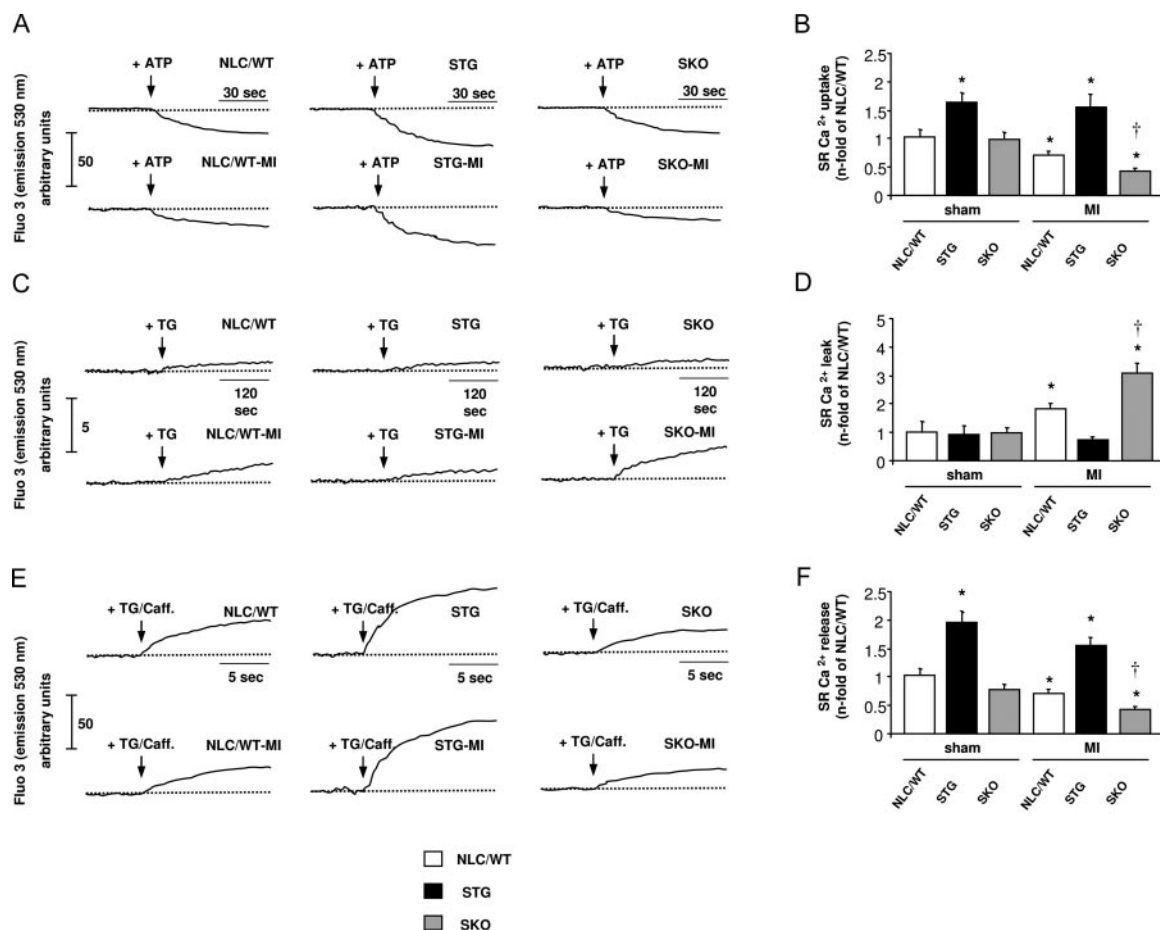 A
+ ATP NLC/WT
30 sec
+ ATP STG
30 sec
+ ATP SKO
30 sec
Fluo 3 (emission 530 nm)
arbitrary units
50
+ ATP NLC/WT-MI
+ ATP STG-MI
+ ATP SKO-MI
B
SR Ca 2+ uptake
(n-fold of NLC/WT)
2.5
2
1.5
1
0.5
0
*
*
*
†
*
sham
MI
NLC/WT
STG
SKO
NLC/WT
STG
SKO
C
+ TG NLC/WT
120
sec
+ TG STG
120
sec
+ TG SKO
120
sec
Fluo 3 (emission 530 nm)
arbitrary units
5
+ TG NLC/WT-MI
+ TG STG-MI
+ TG SKO-MI
D
SR Ca 2+ leak
(n-fold of NLC/WT)
5
4
3
2
1
0
*
†
*
sham
MI
NLC/WT
STG
SKO
NLC/WT
STG
SKO
E
+ TG/Caff. NLC/WT
5 sec
+ TG/Caff. STG
5 sec
+ TG/Caff. SKO
5 sec
Fluo 3 (emission 530 nm)
arbitrary units
50
+ TG/Caff. NLC/WT-MI
+ TG/Caff. STG-MI
+ TG/Caff. SKO-MI
F
SR Ca 2+ release
(n-fold of NLC/WT)
2.5
2
1.5
1
0.5
0
*
*
*
†
*
sham
MI
NLC/WT
STG
SKO
NLC/WT
STG
SKO
NLC/WT
STG
SKO